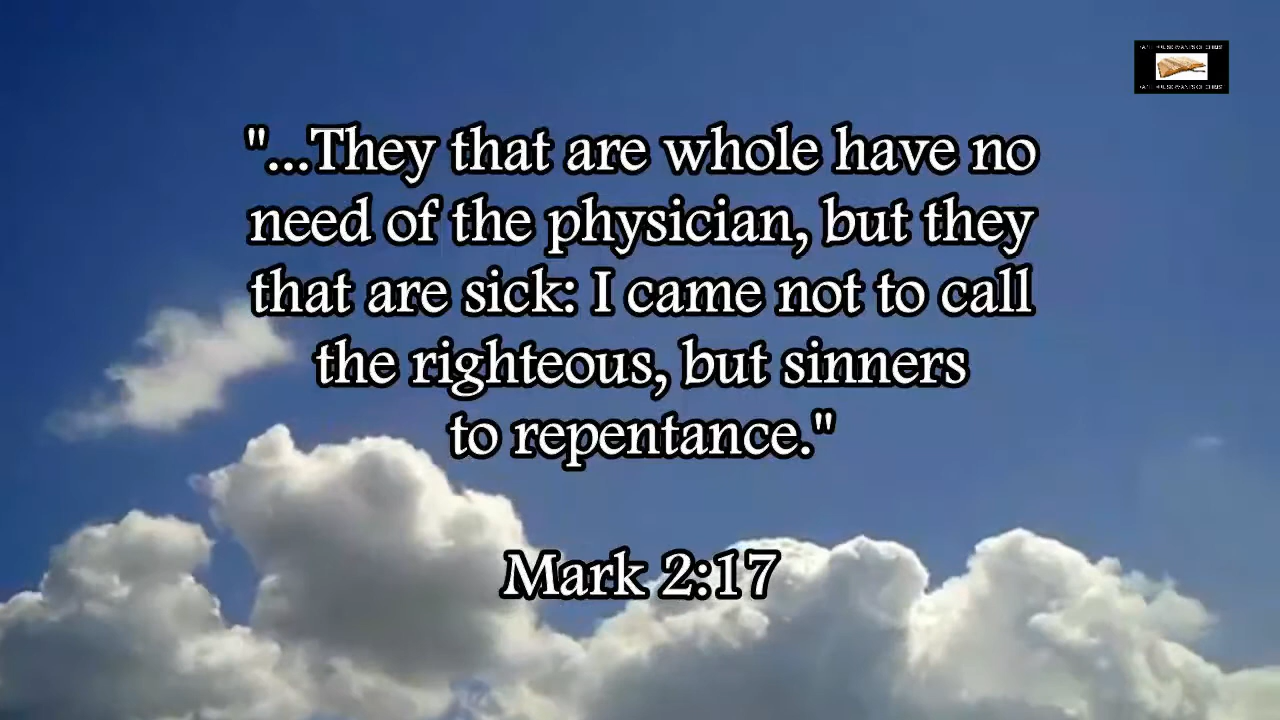 "...They that are whole have no
need of the physician, but they
that are sick: I came not to call
the righteous, but sinners
to repentance."
Mark 2:17